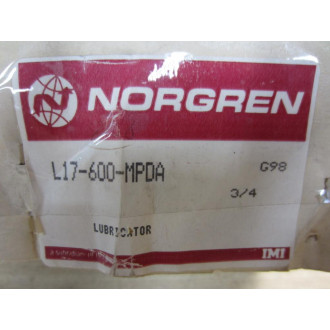 NORGREN
L17-600-MPDA G98
3/4
LUBRICATOR
IMI